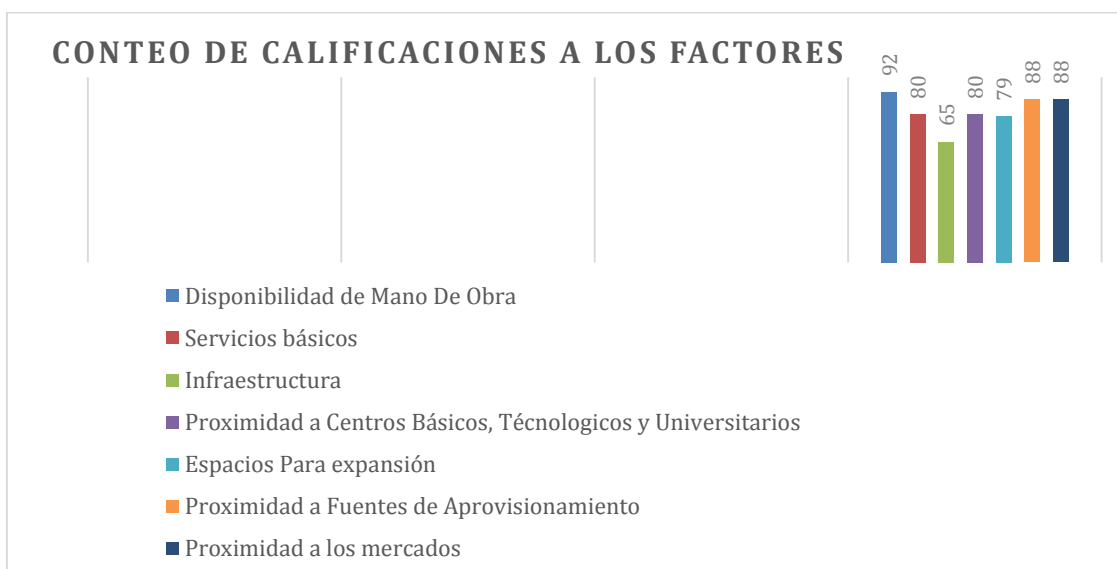 CONTEO DE CALIFICACIONES A LOS FACTORES
92
80
65
80
79
88
88
Disponibilidad de Mano De Obra
Servicios básicos
Infraestructura
Proximidad a Centros Básicos, Técnologicos y Universitarios
Espacios Para expansión
Proximidad a Fuentes de Aprovisionamiento
Proximidad a los mercados